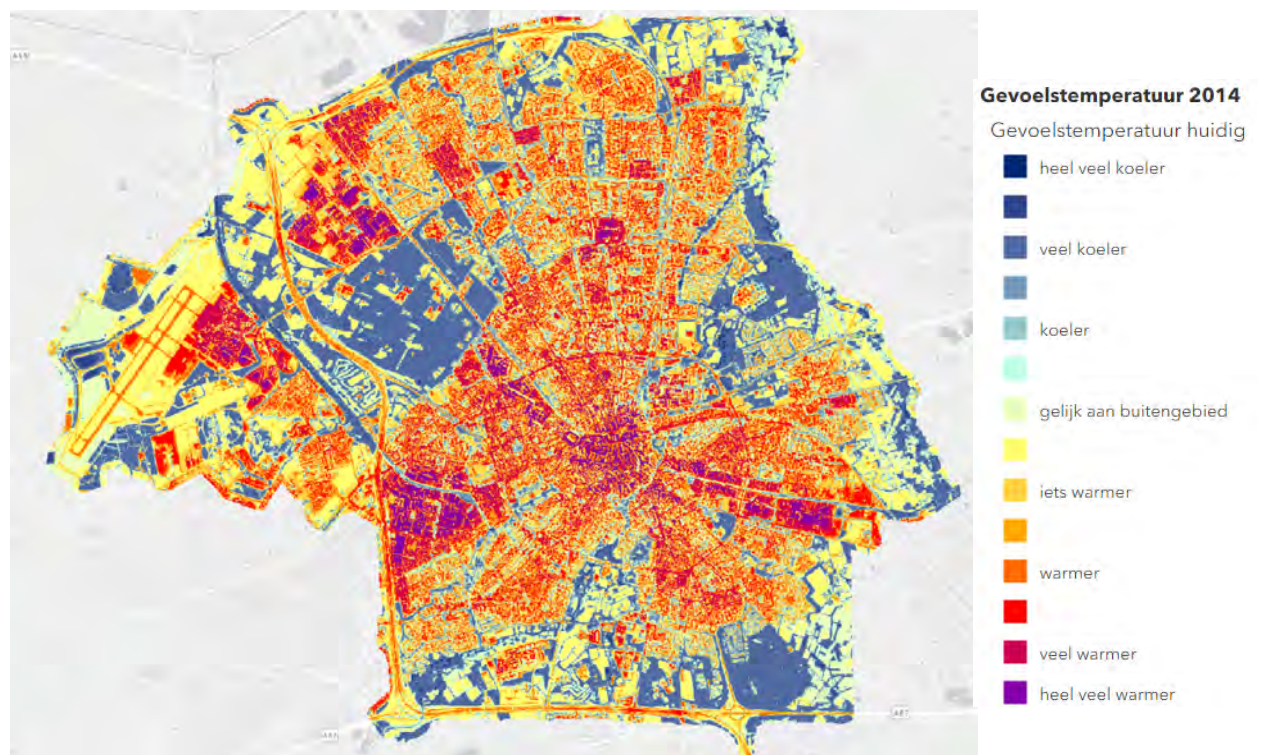 Gevoelstemperatuur 2014
Gevoelstemperatuur huidig
heel veel koeler
veel koeler
koeler
gelijk aan buitengebied
iets warmer
warmer
veel warmer
heel veel warmer